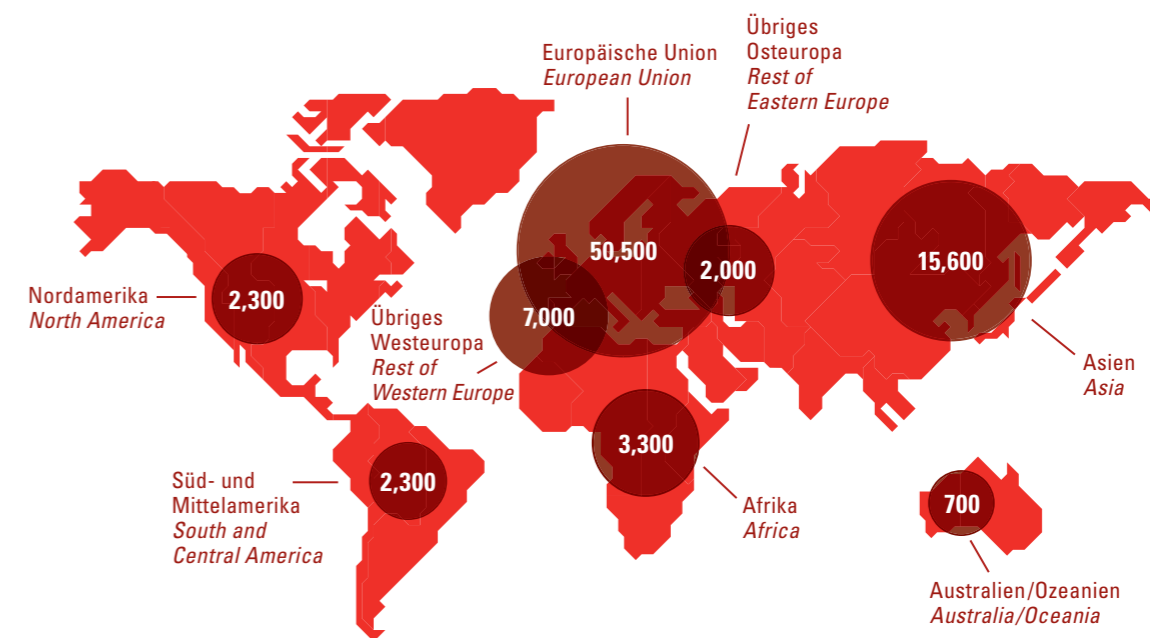 Europäische Union
European Union
Übriges
Osteuropa
Rest of
Eastern Europe
50,500
2,000
15,600
Nordamerika
North America
2,300
7,000
Übriges
Westeuropa
Rest of
Western Europe
Asien
Asia
3,300
Süd- und
Mittelamerika
South and
Central America
2,300
Afrika
Africa
700
Australien/Ozeanien
Australia/Oceania